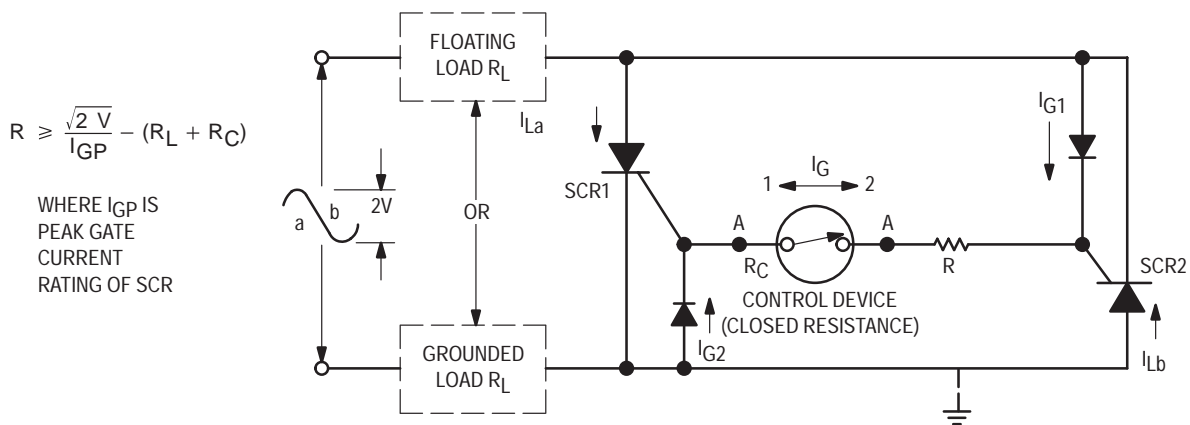 R ≥ √2 V / I_GP − (R_L + R_C)
WHERE I_GP IS
PEAK GATE
CURRENT
RATING OF SCR
a
b
2V
FLOATING
LOAD R_L
OR
GROUNDED
LOAD R_L
I_La
SCR1
1
I_G
2
A
A
R_C
R
CONTROL DEVICE
(CLOSED RESISTANCE)
I_G2
I_G1
SCR2
I_Lb